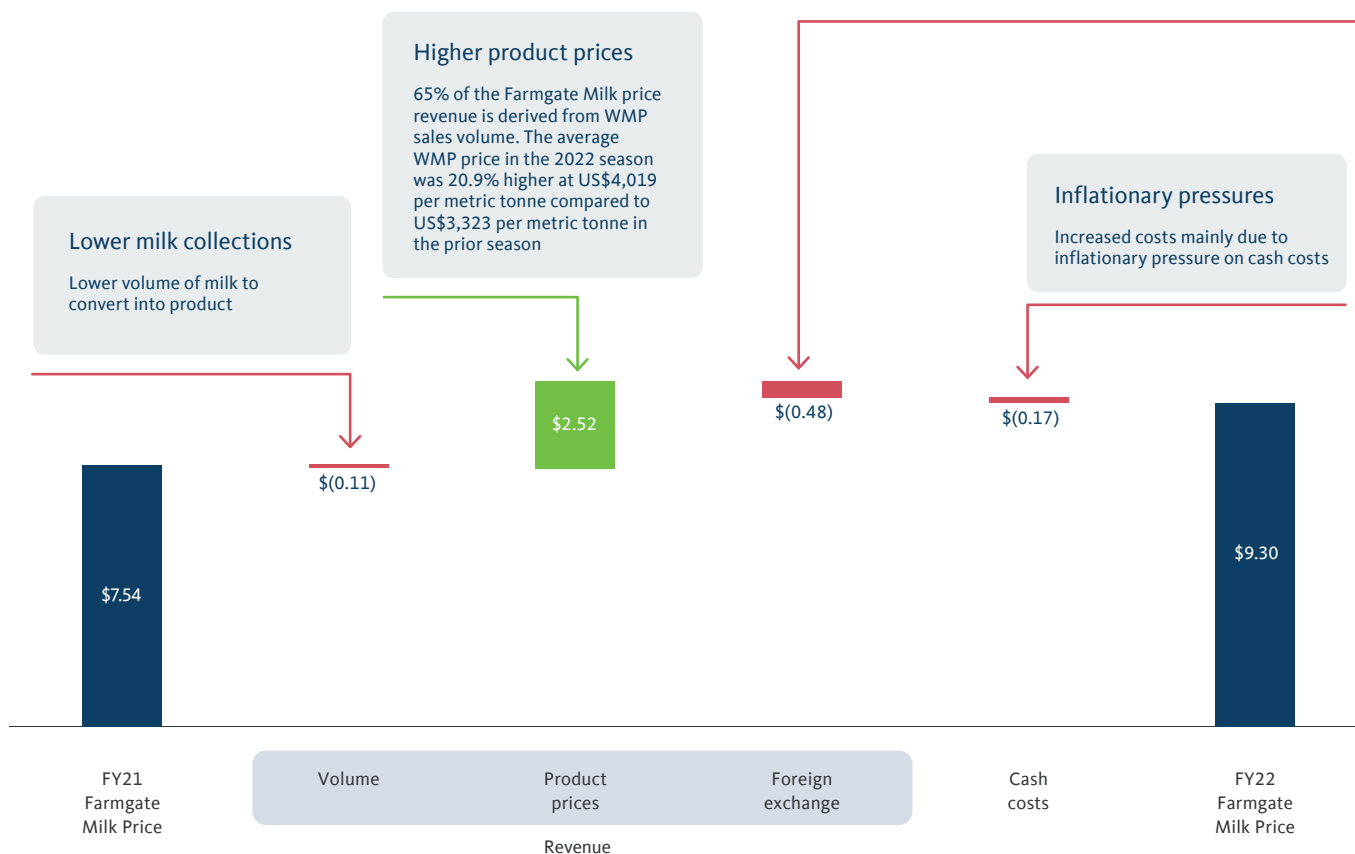 Higher product prices
65% of the Farmgate Milk price
revenue is derived from WMP
sales volume. The average
WMP price in the 2022 season
was 20.9% higher at US$4,019
per metric tonne compared to
US$3,323 per metric tonne in
the prior season
Lower milk collections
Lower volume of milk to
convert into product
Inflationary pressures
Increased costs mainly due to
inflationary pressure on cash costs
$7.54
$(0.11)
$2.52
$(0.48)
$(0.17)
$9.30
FY21
Farmgate
Milk Price
Volume
Product
prices
Foreign
exchange
Cash
costs
FY22
Farmgate
Milk Price
Revenue